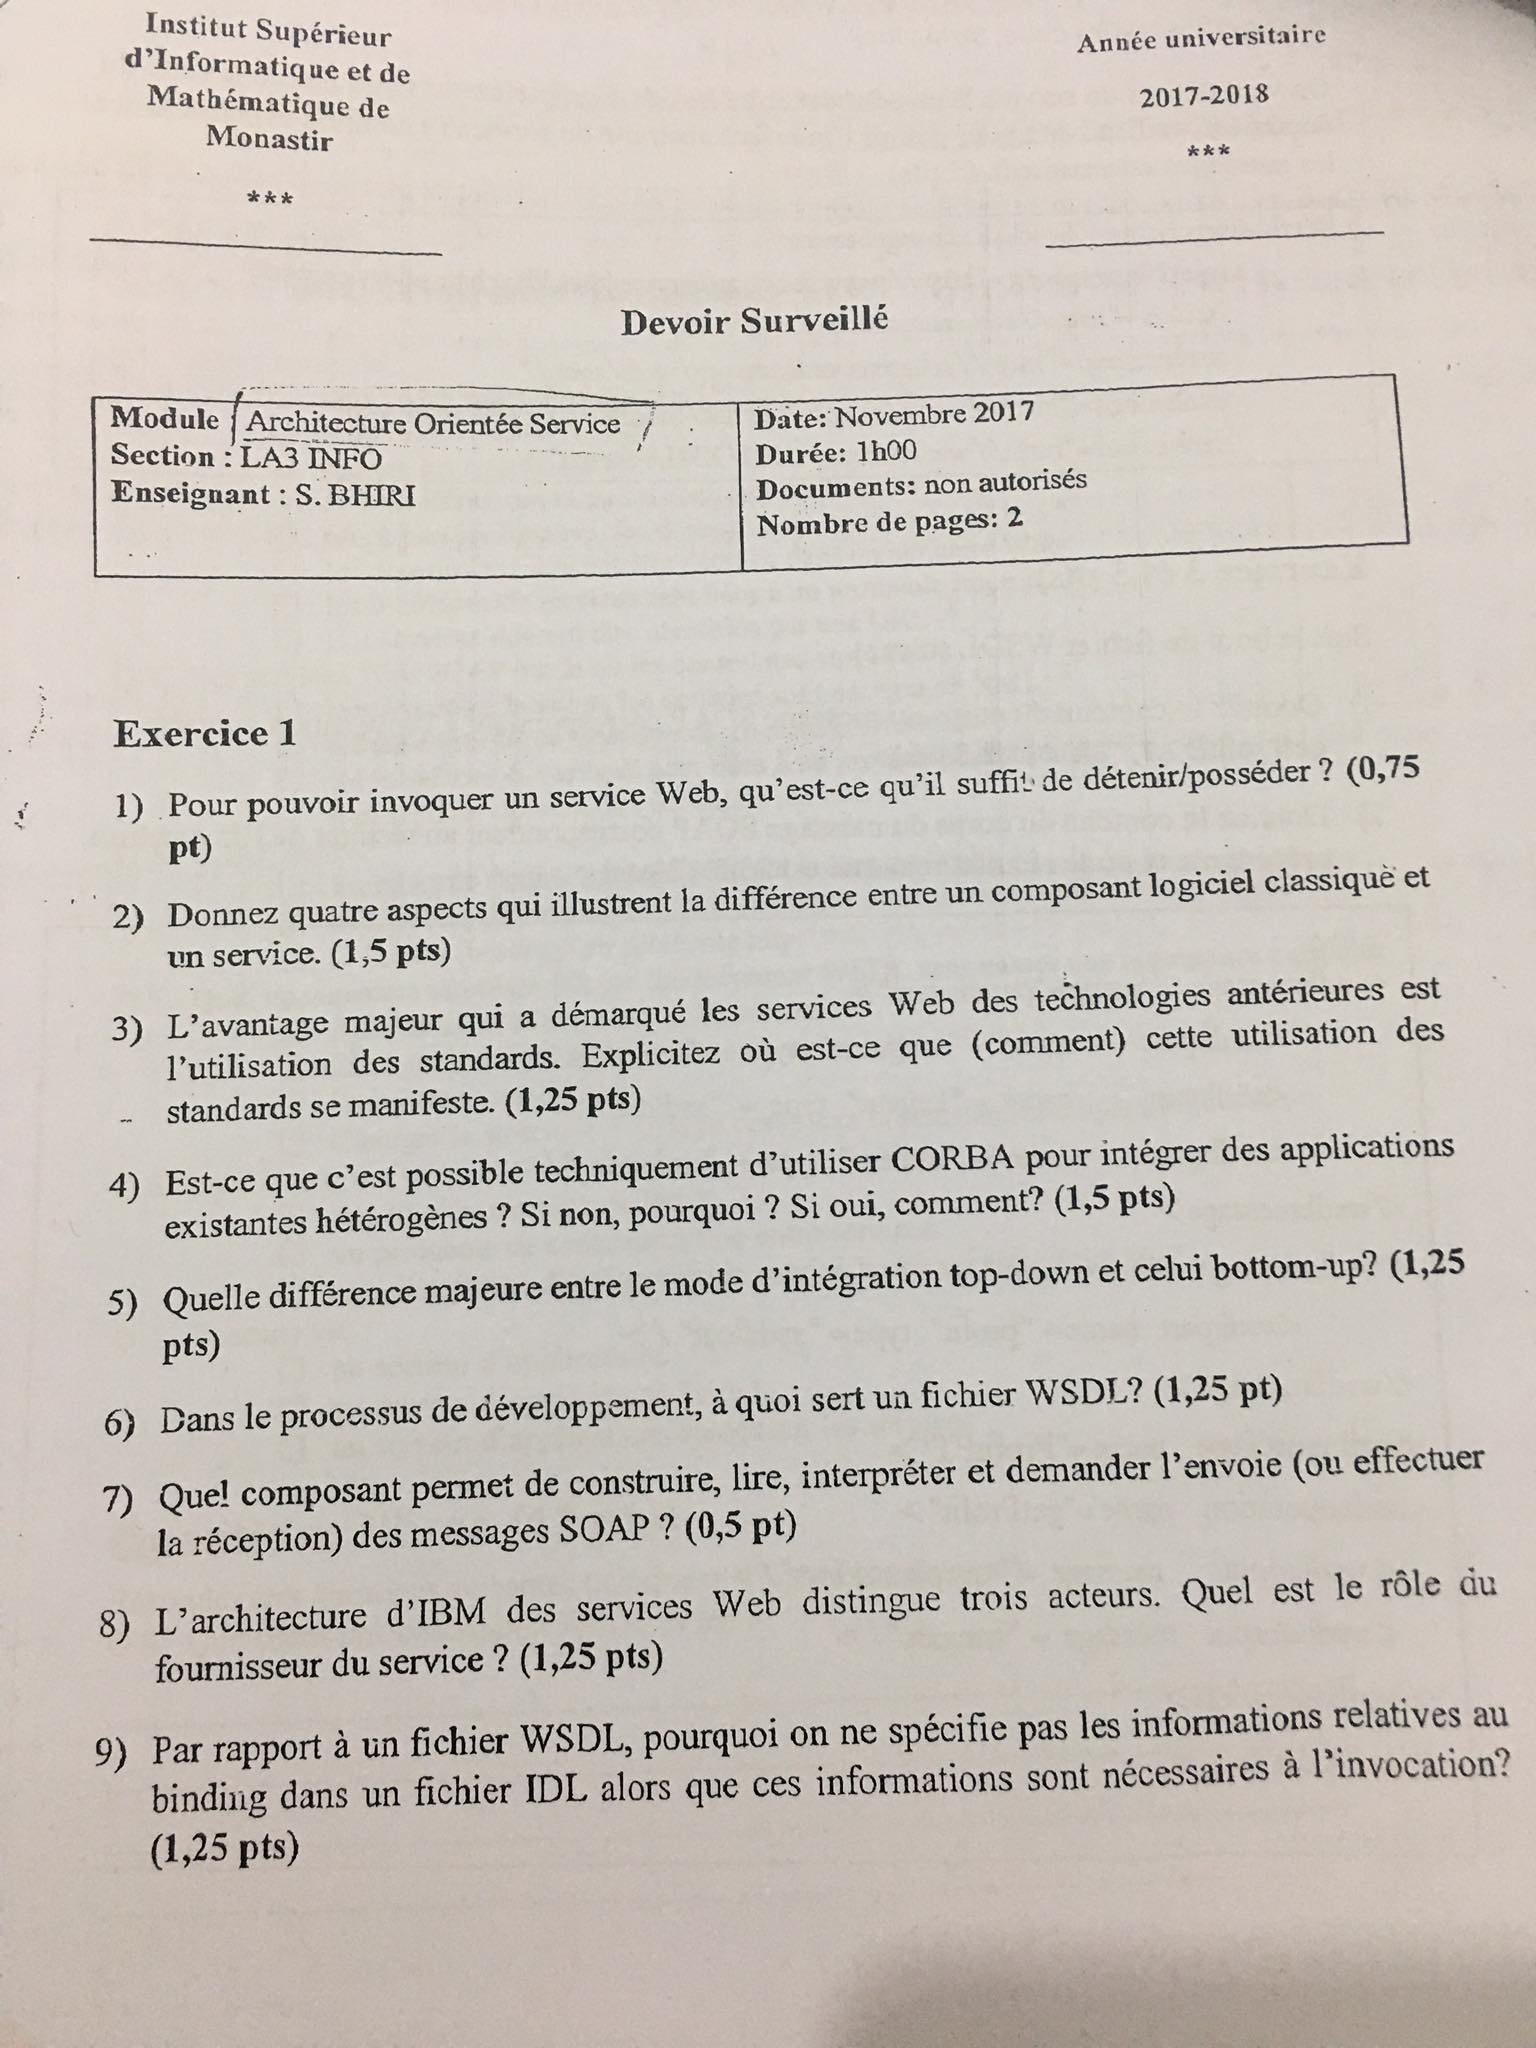 Institut Supérieur
d'Informatique et de
Mathématique de
Monastir
***
Année universitaire
2017-2018
***
Devoir Surveillé
Module : Architecture Orientée Service
Section : LA3 INFO
Enseignant : S. BHIRI
Date: Novembre 2017
Durée: 1h00
Documents: non autorisés
Nombre de pages: 2
Exercice 1
1) Pour pouvoir invoquer un service Web, qu'est-ce qu'il suffit de détenir/posséder ? (0,75
pt)
2) Donnez quatre aspects qui illustrent la différence entre un composant logiciel classique et
un service. (1,5 pts)
3) L'avantage majeur qui a démarqué les services Web des technologies antérieures est
l'utilisation des standards. Explicitez où est-ce que (comment) cette utilisation des
standards se manifeste. (1,25 pts)
4) Est-ce que c'est possible techniquement d'utiliser CORBA pour intégrer des applications
existantes hétérogènes ? Si non, pourquoi ? Si oui, comment? (1,5 pts)
5) Quelle différence majeure entre le mode d'intégration top-down et celui bottom-up? (1,25
pts)
6) Dans le processus de développement, à quoi sert un fichier WSDL? (1,25 pt)
7) Quel composant permet de construire, lire, interpréter et demander l'envoie (ou effectuer
la réception) des messages SOAP ? (0,5 pt)
8) L'architecture d'IBM des services Web distingue trois acteurs. Quel est le rôle du
fournisseur du service ? (1,25 pts)
9) Par rapport à un fichier WSDL, pourquoi on ne spécifie pas les informations relatives au
binding dans un fichier IDL alors que ces informations sont nécessaires à l'invocation?
(1,25 pts)